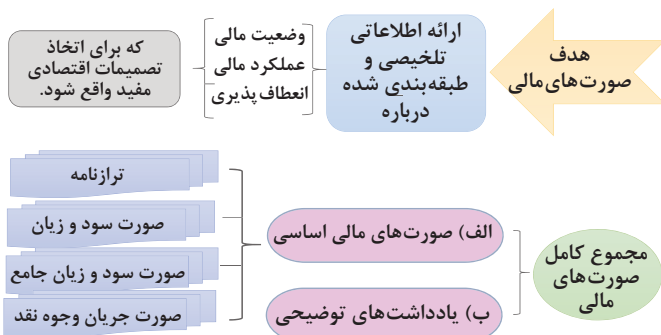 هدف
صورت‌های‌مالی
ارائه اطلاعاتی
تلخیصی و
طبقه‌بندی شده
درباره
وضعیت مالی
عملکرد مالی
انعطاف‌پذیری
که برای اتخاذ
تصمیمات اقتصادی
مفید واقع شود.
مجموع کامل
صورت‌های
مالی
الف) صورت‌های مالی اساسی
ترازنامه
صورت سود و زیان
صورت سود و زیان جامع
صورت جریان وجوه نقد
ب) یادداشت‌های توضیحی